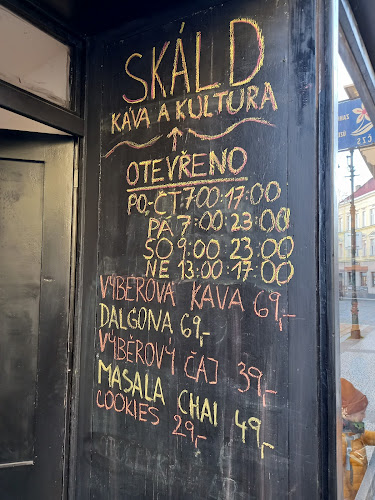 SKÁLD
KÁVA A KULTURA
OTEVŘENO
PO-ČT: 7:00-17:00
PÁ 7:00 23:00
SO 9:00 23:00
NE 13:00 17:00
VÝBĚROVÁ KÁVA 69,-
DALGONA 69,-
VÝBĚROVÝ ČAJ 39,-
MASALA CHAI 49,-
COOKIES 29,-